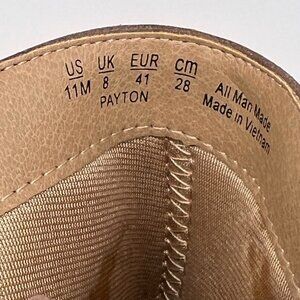 US UK EUR cm
11M 8 41 28
PAYTON
All Man Made
Made in Vietnam